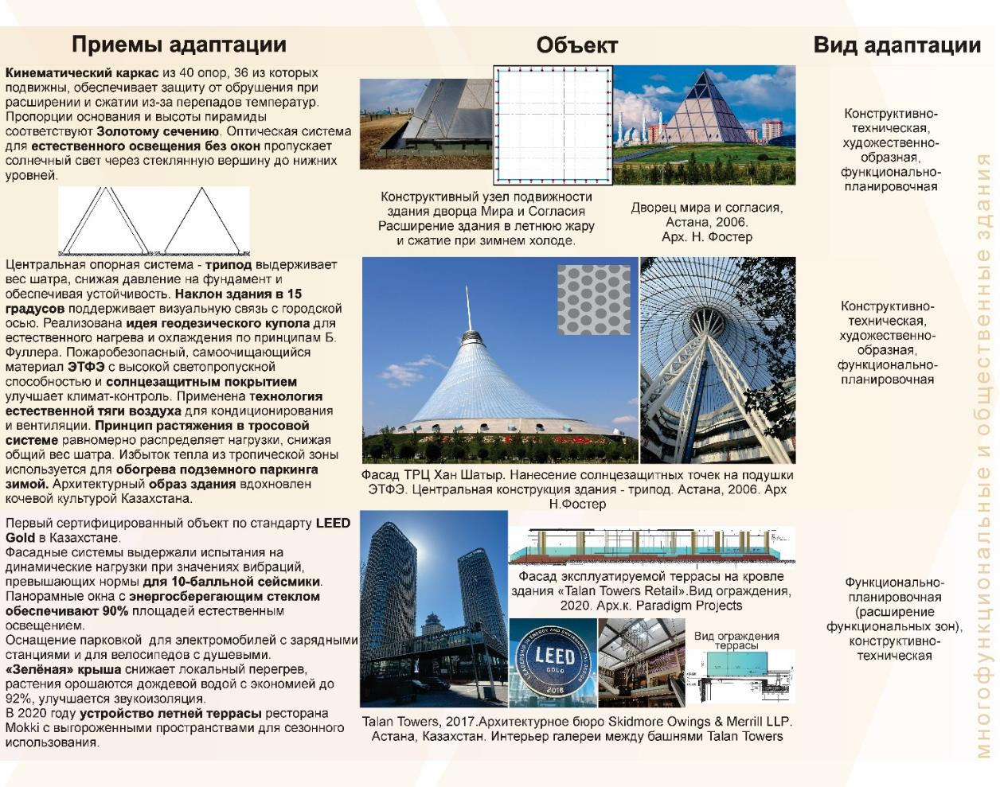 Приемы адаптации
Объект
Вид адаптации
Кинематический каркас из 40 опор, 36 из которых
подвижны, обеспечивает защиту от обрушения при
расширении и сжатии из-за перепадов температур.
Пропорции основания и высоты пирамиды
соответствуют Золотому сечению. Оптическая система
для естественного освещения без окон пропускает
солнечный свет через стеклянную вершину до нижних
уровней.
Конструктивный узел подвижности
здания дворца Мира и Согласия
Расширение здания в летнюю жару
и сжатие при зимнем холоде.
Дворец мира и согласия,
Астана, 2006.
Арх. Н. Фостер
Конструктивно-
техническая,
художественно-
образная,
функционально-
планировочная
Центральная опорная система - трипод выдерживает
вес шатра, снижая давление на фундамент и
обеспечивая устойчивость. Наклон здания в 15
градусов поддерживает визуальную связь с городской
осью. Реализована идея геодезического купола для
естественного нагрева и охлаждения по принципам Б.
Фуллера. Пожаробезопасный, самоочищающийся
материал ЭТФЭ с высокой светопропускной
способностью и солнцезащитным покрытием
улучшает климат-контроль. Применена технология
естественной тяги воздуха для кондиционирования
и вентиляции. Принцип растяжения в тросовой
системе равномерно распределяет нагрузки, снижая
общий вес шатра. Избыток тепла из тропической зоны
используется для обогрева подземного паркинга
зимой. Архитектурный образ здания вдохновлен
кочевой культурой Казахстана.
Фасад ТРЦ Хан Шатыр. Нанесение солнцезащитных точек на подушки
ЭТФЭ. Центральная конструкция здания - трипод. Астана, 2006. Арх
Н.Фостер
Конструктивно-
техническая,
художественно-
образная,
функционально-
планировочная
Первый сертифицированный объект по стандарту LEED
Gold в Казахстане.
Фасадные системы выдержали испытания на
динамические нагрузки при значениях вибраций,
превышающих нормы для 10-балльной сейсмики.
Панорамные окна с энергосберегающим стеклом
обеспечивают 90% площадей естественным
освещением.
Оснащение парковкой для электромобилей с зарядными
станциями и для велосипедов с душевыми.
«Зелёная» крыша снижает локальный перегрев,
растения орошаются дождевой водой с экономией до
92%, улучшается звукоизоляция.
В 2020 году устройство летней террасы ресторана
Mokki с выгороженными пространствами для сезонного
использования.
Фасад эксплуатируемой террасы на кровле
здания «Talan Towers Retail».Вид ограждения,
2020. Арх.к. Paradigm Projects
LEADERSHIP IN ENERGY AND ENVIRONMENTAL DESIGN
LEED
GOLD
2018
Вид ограждения
террасы
Talan Towers, 2017.Архитектурное бюро Skidmore Owings & Merrill LLP.
Астана, Казахстан. Интерьер галереи между башнями Talan Towers
Функционально-
планировочная
(расширение
функциональных зон),
конструктивно-
техническая
многофункциональные и общественные здания